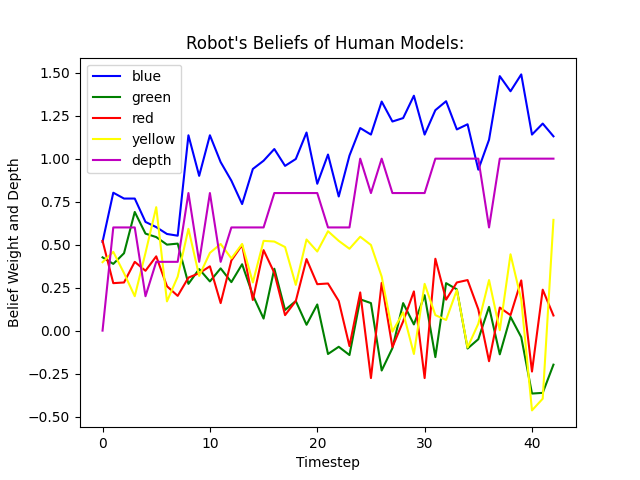 Robot's Beliefs of Human Models:
blue
green
red
yellow
depth
1.50
1.25
1.00
0.75
0.50
0.25
0.00
−0.25
−0.50
Belief Weight and Depth
0 10 20 30 40
Timestep